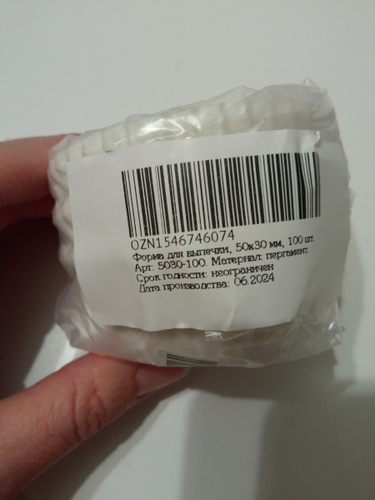 OZN1546746074
Форма для выпечки, 50x30 мм, 100 шт.
Арт. 5030-100. Материал: пергамент.
Срок годности: неограничен
Дата производства: 06.2024